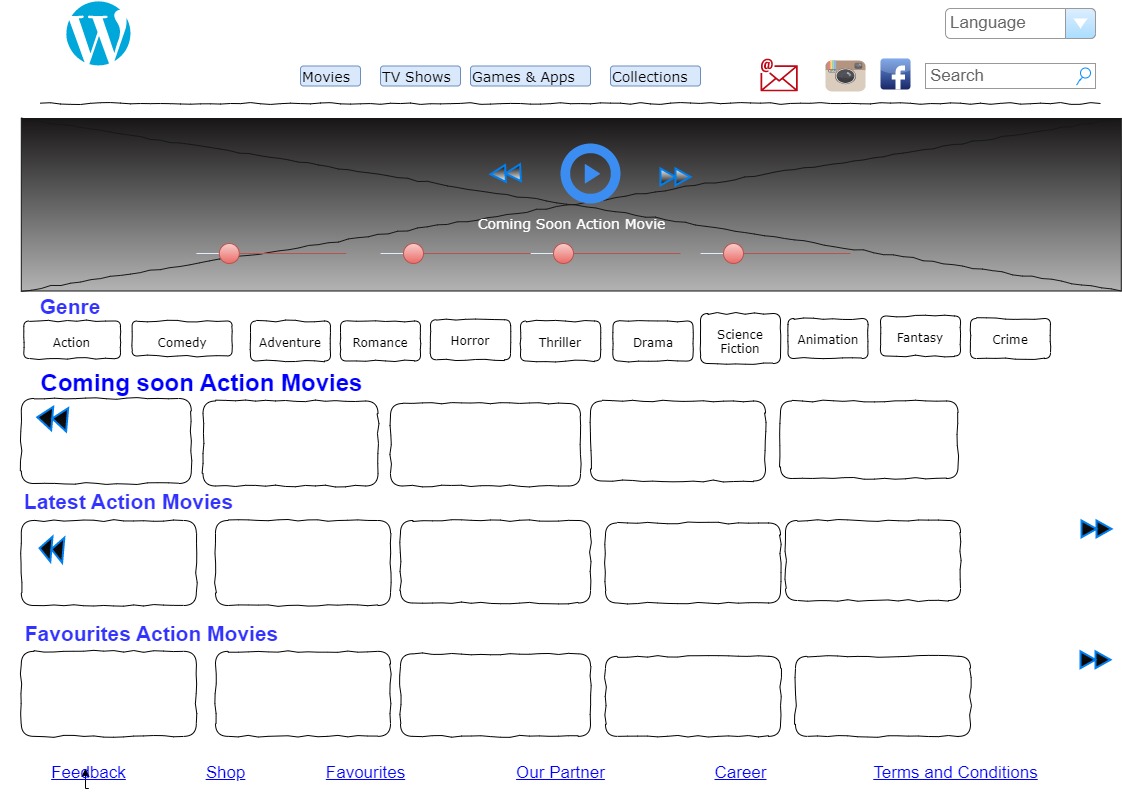 W
Language
Movies
TV Shows
Games & Apps
Collections
@
f
Search
Coming Soon Action Movie
Genre
Action
Comedy
Adventure
Romance
Horror
Thriller
Drama
Science
Fiction
Animation
Fantasy
Crime
Coming soon Action Movies
Latest Action Movies
Favourites Action Movies
Feedback
Shop
Favourites
Our Partner
Career
Terms and Conditions